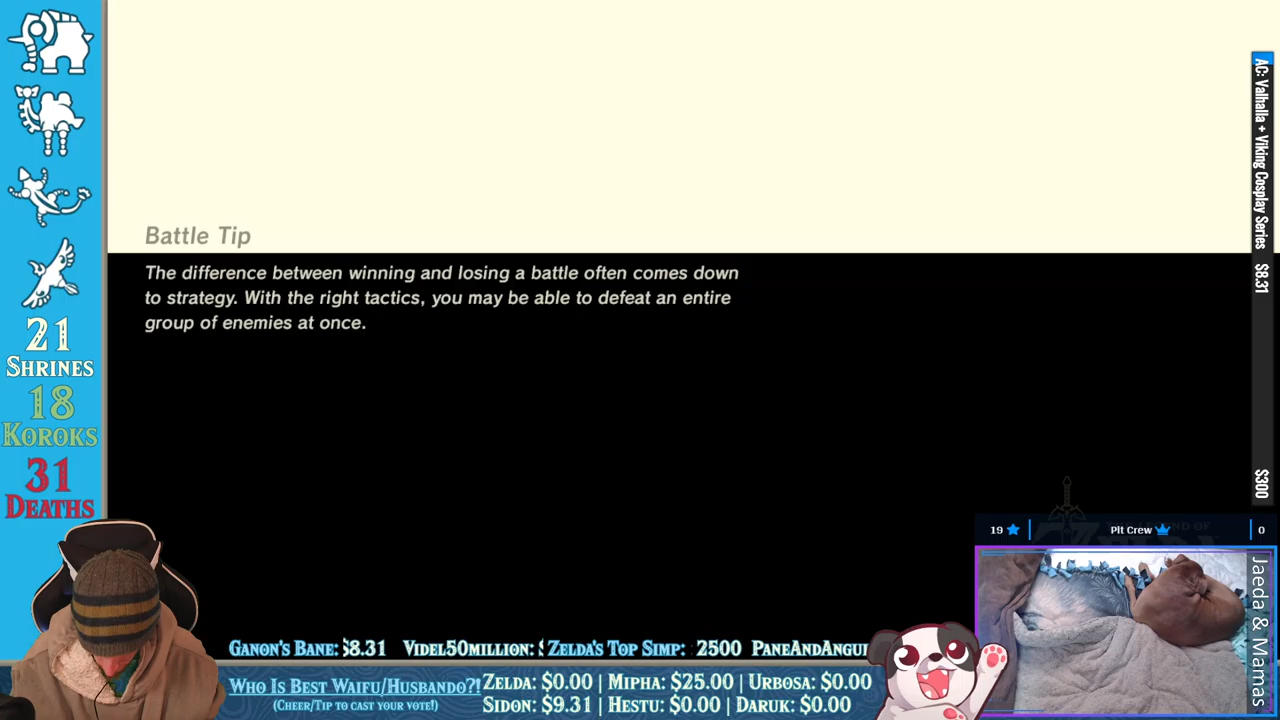 21
SHRINES
18
KOROKS
31
DEATHS
Battle Tip
The difference between winning and losing a battle often comes down
to strategy. With the right tactics, you may be able to defeat an entire
group of enemies at once.
AC: Valhalla + Viking Cosplay Series $8.31
$300
19 Pit Crew 0
Jaeda & Mamas
GANON'S BANE: $8.31 VIDEL50MILLION: $ ZELDA'S TOP SIMP: 2500 PANEANDANGUI
WHO IS BEST WAIFU/HUSBANDO?!
(CHEER/TIP TO CAST YOUR VOTE!)
ZELDA: $0.00 | MIPHA: $25.00 | URBOSA: $0.00
SIDON: $9.31 | HESTU: $0.00 | DARUK: $0.00